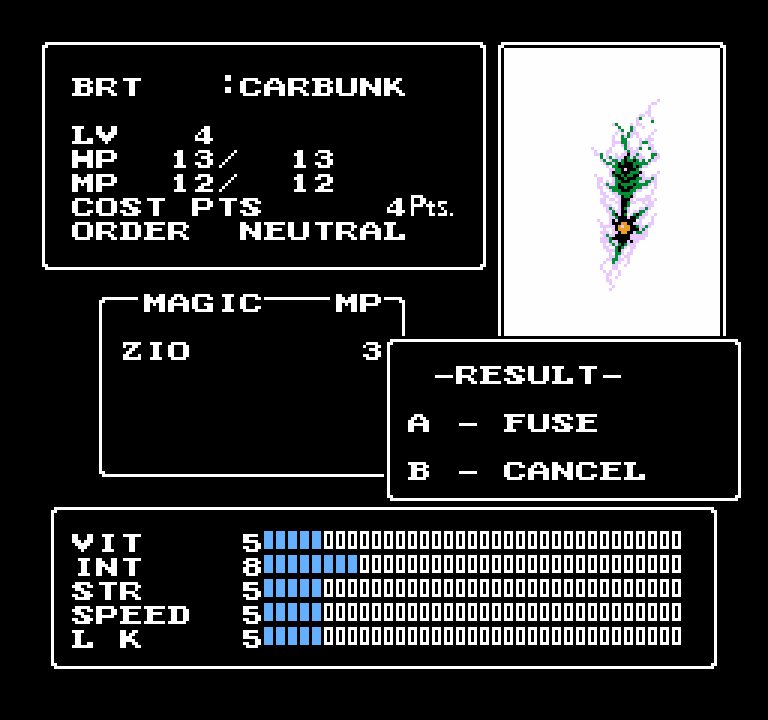 BRT :CARBUNK
LV 4
HP 13/ 13
MP 12/ 12
COST PTS 4Pts.
ORDER NEUTRAL
MAGIC MP
ZIO 3
-RESULT-
A - FUSE
B - CANCEL
VIT 5
INT 8
STR 5
SPEED 5
L K 5